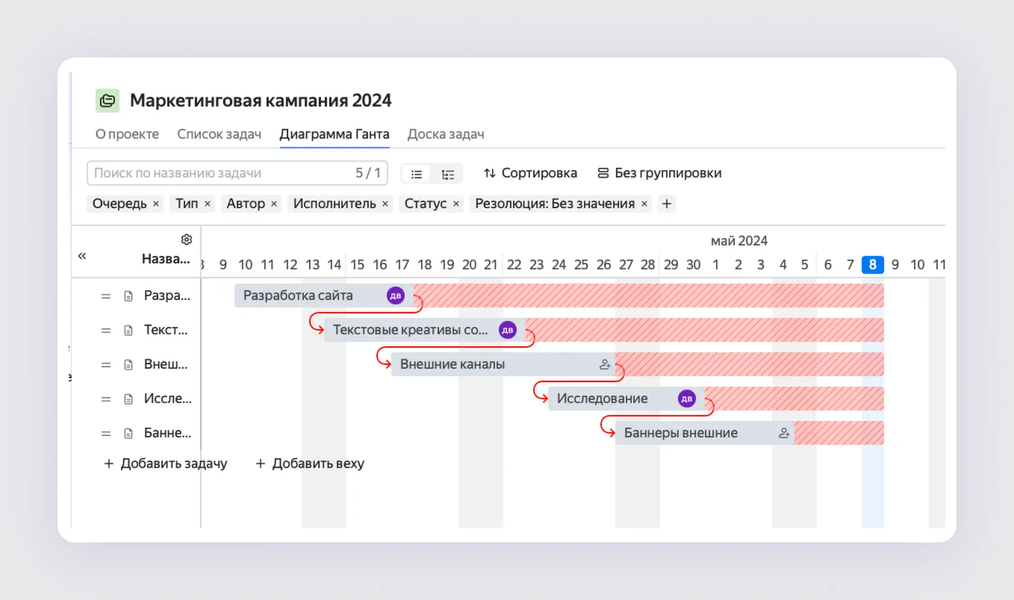 Маркетинговая кампания 2024
О проекте Список задач Диаграмма Ганта Доска задач
Поиск по названию задачи 5 / 1 Сортировка Без группировки
Очередь × Тип × Автор × Исполнитель × Статус × Резолюция: Без значения × +
май 2024
« Назва... 9 10 11 12 13 14 15 16 17 18 19 20 21 22 23 24 25 26 27 28 29 30 1 2 3 4 5 6 7 8 9 10 11
Разра... Разработка сайта ДВ
Текст... Текстовые креативы со... ДВ
Внеш... Внешние каналы
Иссле... Исследование ДВ
Банне... Баннеры внешние
+ Добавить задачу + Добавить веху